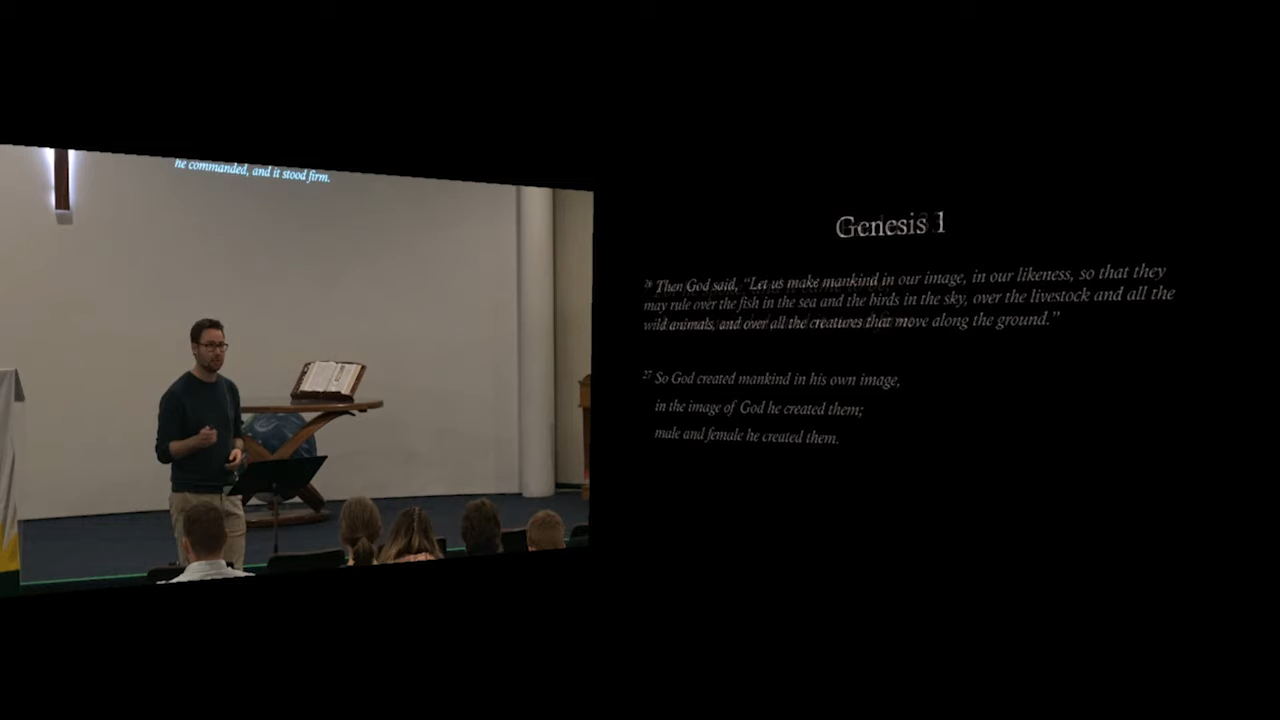 he commanded, and it stood firm.
Genesis 1
26 Then God said, “Let us make mankind in our image, in our likeness, so that they
may rule over the fish in the sea and the birds in the sky, over the livestock and all the
wild animals, and over all the creatures that move along the ground.”
27 So God created mankind in his own image,
in the image of God he created them;
male and female he created them.